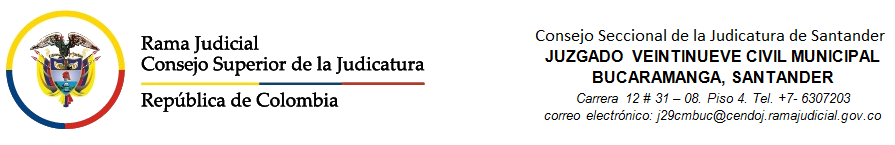 Rama Judicial
Consejo Superior de la Judicatura
República de Colombia
Consejo Seccional de la Judicatura de Santander
JUZGADO VEINTINUEVE CIVIL MUNICIPAL
BUCARAMANGA, SANTANDER
Carrera 12 # 31 – 08. Piso 4. Tel. +7- 6307203
correo electrónico: j29cmbuc@cendoj.ramajudicial.gov.co